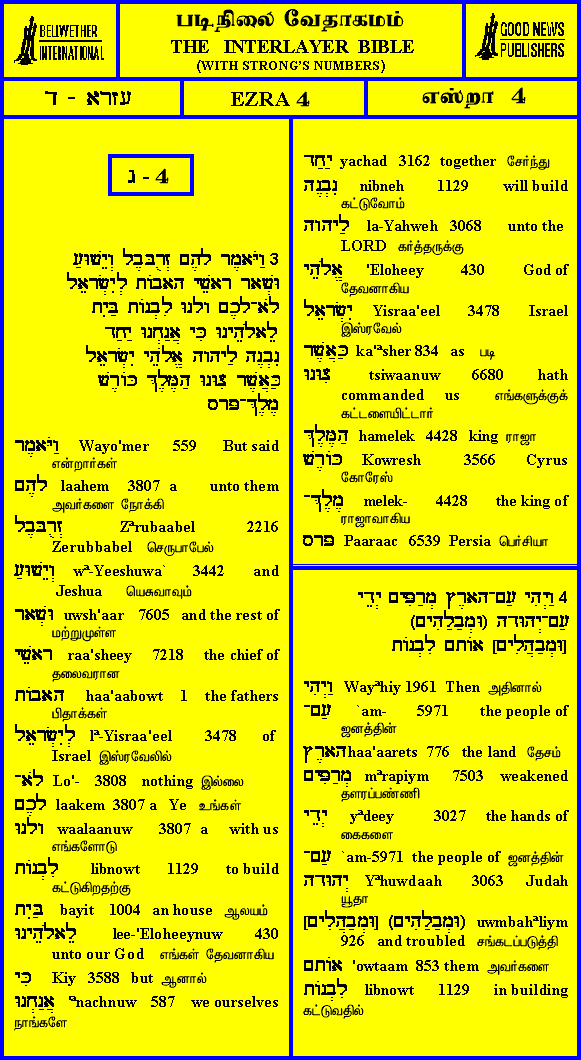 BELLWETHER
INTERNATIONAL
படிநிலை வேதாகமம்
THE INTERLAYER BIBLE
(WITH STRONG'S NUMBERS)
GOOD NEWS
PUBLISHERS
עזרא - ד
EZRA 4
எஸ்றா 4
ג - 4
3 וַיֹּאמֶר לָהֶם זְרֻבָּבֶל וְיֵשׁוּעַ
וּשְׁאָר רָאשֵׁי הָאָבוֹת לְיִשְׂרָאֵל
לֹא־לָכֶם וָלָנוּ לִבְנוֹת בַּיִת
לֵאלֹהֵינוּ כִּי אֲנַחְנוּ יַחַד
נִבְנֶה לַיהוָה אֱלֹהֵי יִשְׂרָאֵל
כַּאֲשֶׁר צִוָּנוּ הַמֶּלֶךְ כּוֹרֶשׁ
מֶלֶךְ־פָּרָס
וַיֹּאמֶר Wayo'mer 559 But said
என்றார்கள்
לָהֶם laahem 3807 a unto them
அவர்களை நோக்கி
זְרֻבָּבֶל Zªrubaabel 2216
Zerubbabel செருபாபேல்
וְיֵשׁוּעַ wª-Yeeshuwa` 3442 and
Jeshua யெசுவாவும்
וּשְׁאָר uwsh'aar 7605 and the rest of
மற்றுமுள்ள
רָאשֵׁי raa'sheey 7218 the chief of
தலைவரான
הָאָבוֹת haa'aabowt 1 the fathers
பிதாக்கள்
לְיִשְׂרָאֵל lª-Yisraa'eel 3478 of
Israel இஸ்ரவேலில்
לֹא־ Lo'- 3808 nothing இல்லை
לָכֶם laakem 3807 a Ye உங்கள்
וָלָנוּ waalaanuw 3807 a with us
எங்களோடு
לִבְנוֹת libnowt 1129 to build
கட்டுகிறதற்கு
בַּיִת bayit 1004 an house ஆலயம்
לֵאלֹהֵינוּ lee-'Eloheeynuw 430
unto our God எங்கள் தேவனாகிய
כִּי Kiy 3588 but ஆனால்
אֲנַחְנוּ ªnachnuw 587 we ourselves
நாங்களே
יַחַד yachad 3162 together சேர்ந்து
נִבְנֶה nibneh 1129 will build
கட்டுவோம்
לַיהוָה la-Yahweh 3068 unto the
LORD கர்த்தருக்கு
אֱלֹהֵי 'Eloheey 430 God of
தேவனாகிய
יִשְׂרָאֵל Yisraa'eel 3478 Israel
இஸ்ரவேல்
כַּאֲשֶׁר ka'ªsher 834 as படி
צִוָּנוּ tsiwaanuw 6680 hath
commanded us எங்களுக்குக்
கட்டளையிட்டார்
הַמֶּלֶךְ hamelek 4428 king ராஜா
כּוֹרֶשׁ Kowresh 3566 Cyrus
கோரேஸ்
מֶלֶךְ־ melek- 4428 the king of
ராஜாவாகிய
פָּרָס Paaraac 6539 Persia பெர்சியா
4 וַיְהִי עַם־הָאָרֶץ מְרַפִּים יְדֵי
עַם־יְהוּדָה (וּמְבַלַהִים)
[וּמְבַהֲלִים] אוֹתָם לִבְנוֹת
וַיְהִי Wayªhiy 1961 Then அதினால்
עַם־ `am- 5971 the people of
ஜனத்தின்
הָאָרֶץ haa'aarets 776 the land தேசம்
מְרַפִּים mªrapiym 7503 weakened
தளரப்பண்ணி
יְדֵי yªdeey 3027 the hands of
கைகளை
עַם־ `am-5971 the people of ஜனத்தின்
יְהוּדָה Yªhuwdaah 3063 Judah
யூதா
[וּמְבַהֲלִים] (וּמְבַלַהִים) uwmbahªliym
926 and troubled சங்கடப்படுத்தி
אוֹתָם 'owtaam 853 them அவர்களை
לִבְנוֹת libnowt 1129 in building
கட்டுவதில்